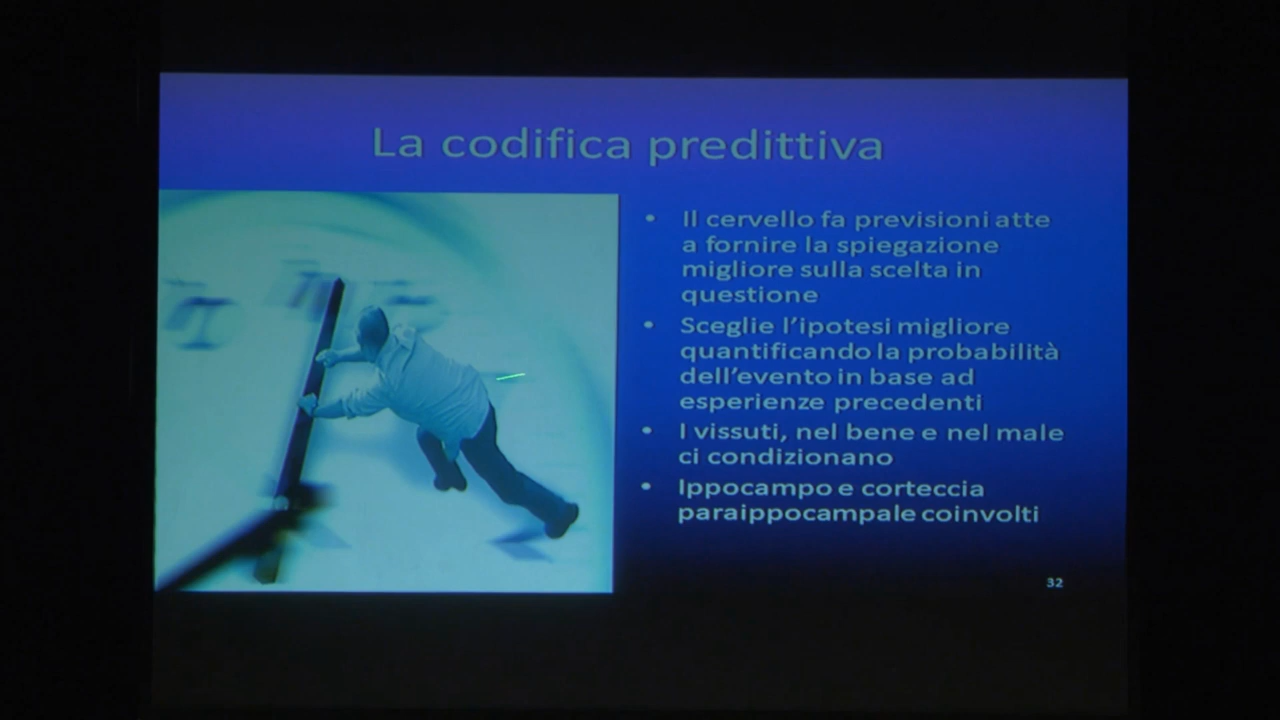 La codifica predittiva
• Il cervello fa previsioni atte
a fornire la spiegazione
migliore sulla scelta in
questione
• Sceglie l'ipotesi migliore
quantificando la probabilità
dell'evento in base ad
esperienze precedenti
• I vissuti, nel bene e nel male
ci condizionano
• Ippocampo e corteccia
paraippocampale coinvolti
32